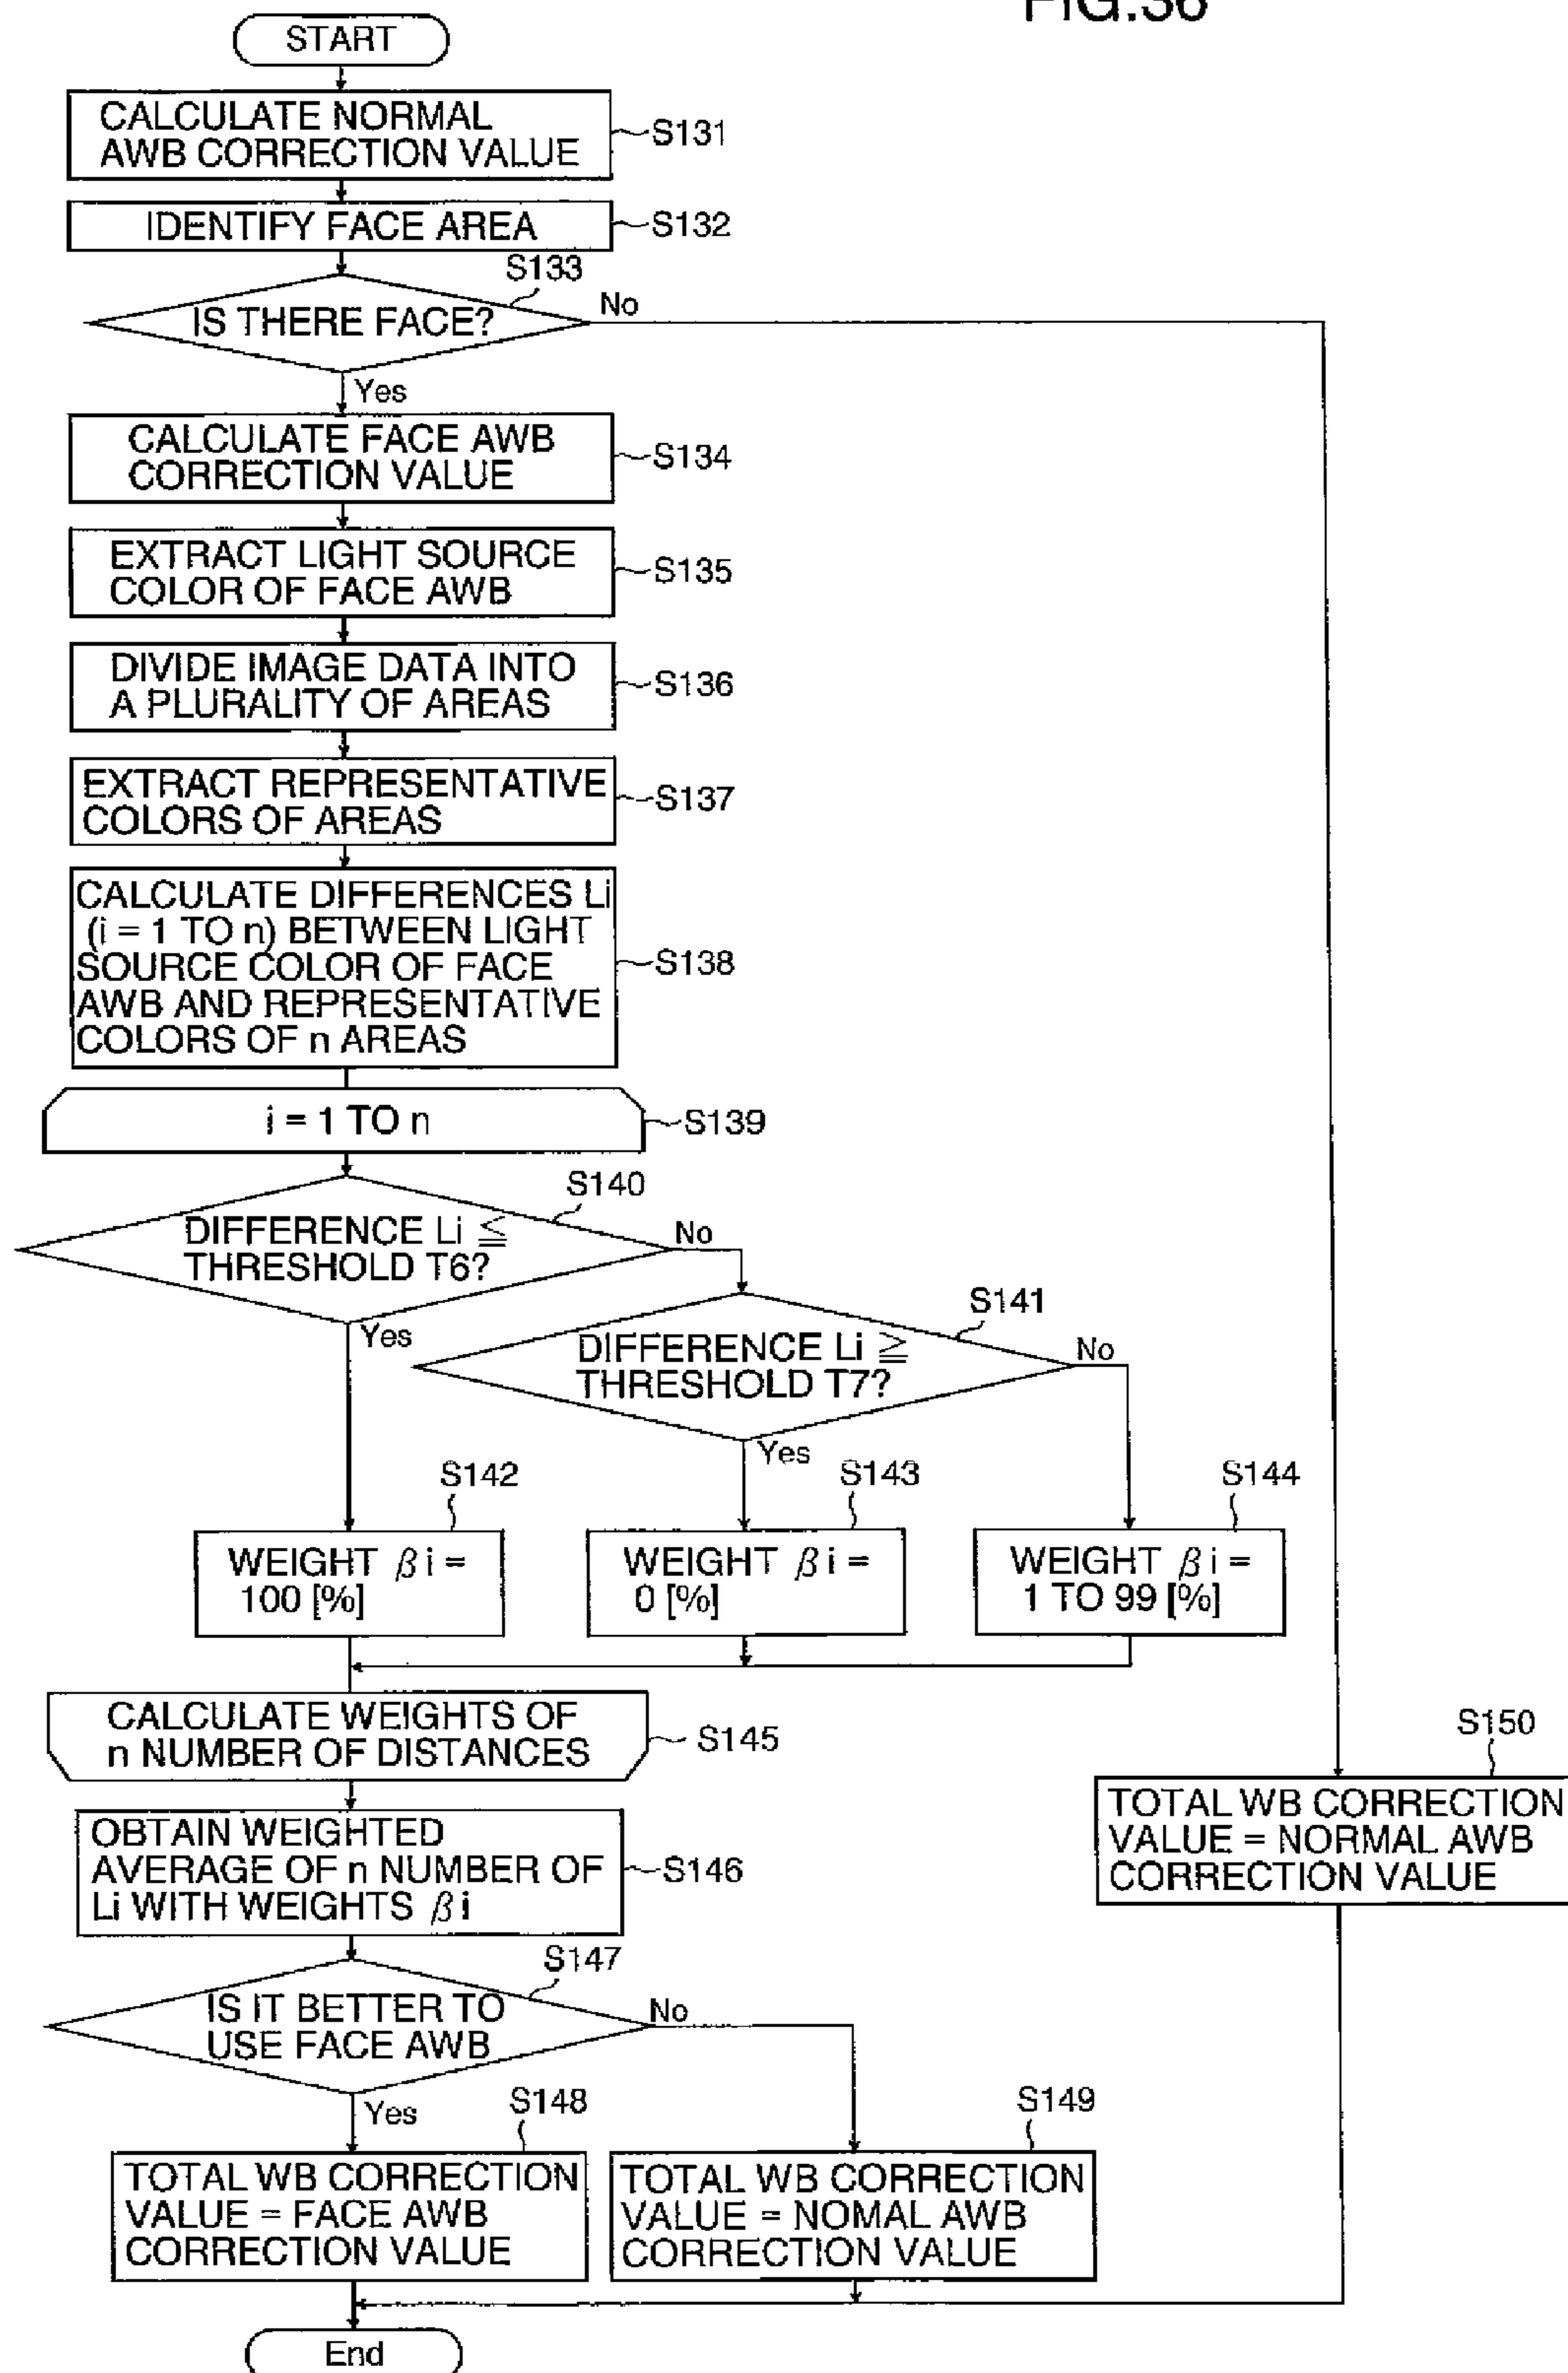 FIG.36
START
CALCULATE NORMAL
AWB CORRECTION VALUE
S131
IDENTIFY FACE AREA
S132
S133
IS THERE FACE?
No
Yes
CALCULATE FACE AWB
CORRECTION VALUE
S134
EXTRACT LIGHT SOURCE
COLOR OF FACE AWB
S135
DIVIDE IMAGE DATA INTO
A PLURALITY OF AREAS
S136
EXTRACT REPRESENTATIVE
COLORS OF AREAS
S137
CALCULATE DIFFERENCES Li
(i = 1 TO n) BETWEEN LIGHT
SOURCE COLOR OF FACE
AWB AND REPRESENTATIVE
COLORS OF n AREAS
S138
i = 1 TO n
S139
S140
DIFFERENCE Li ≦
THRESHOLD T6?
No
Yes
S141
DIFFERENCE Li ≧
THRESHOLD T7?
No
Yes
S142
WEIGHT β i =
100 [%]
S143
WEIGHT β i =
0 [%]
S144
WEIGHT β i =
1 TO 99 [%]
CALCULATE WEIGHTS OF
n NUMBER OF DISTANCES
S145
OBTAIN WEIGHTED
AVERAGE OF n NUMBER OF
Li WITH WEIGHTS β i
S146
S147
IS IT BETTER TO
USE FACE AWB
No
Yes
S148
TOTAL WB CORRECTION
VALUE = FACE AWB
CORRECTION VALUE
S149
TOTAL WB CORRECTION
VALUE = NOMAL AWB
CORRECTION VALUE
S150
TOTAL WB CORRECTION
VALUE = NORMAL AWB
CORRECTION VALUE
End